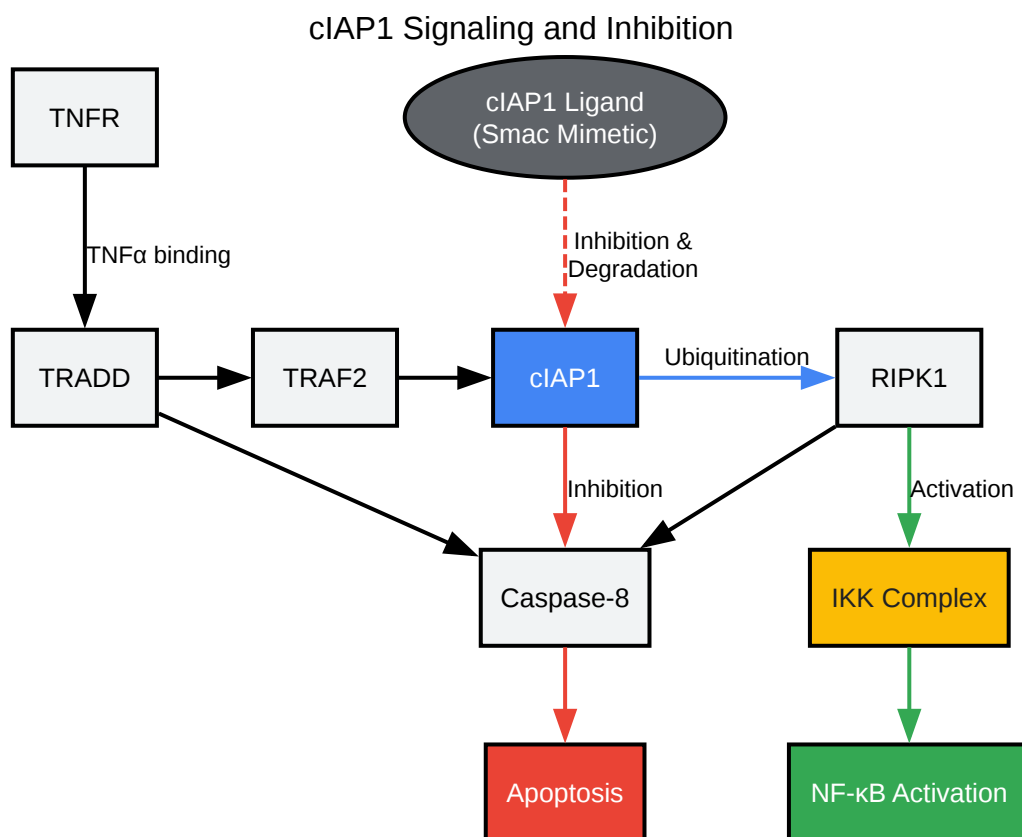 cIAP1 Signaling and Inhibition
TNFR
cIAP1 Ligand
(Smac Mimetic)
TNFα binding
Inhibition &
Degradation
TRADD
TRAF2
cIAP1
Ubiquitination
RIPK1
Inhibition
Activation
Caspase-8
IKK Complex
Apoptosis
NF-κB Activation